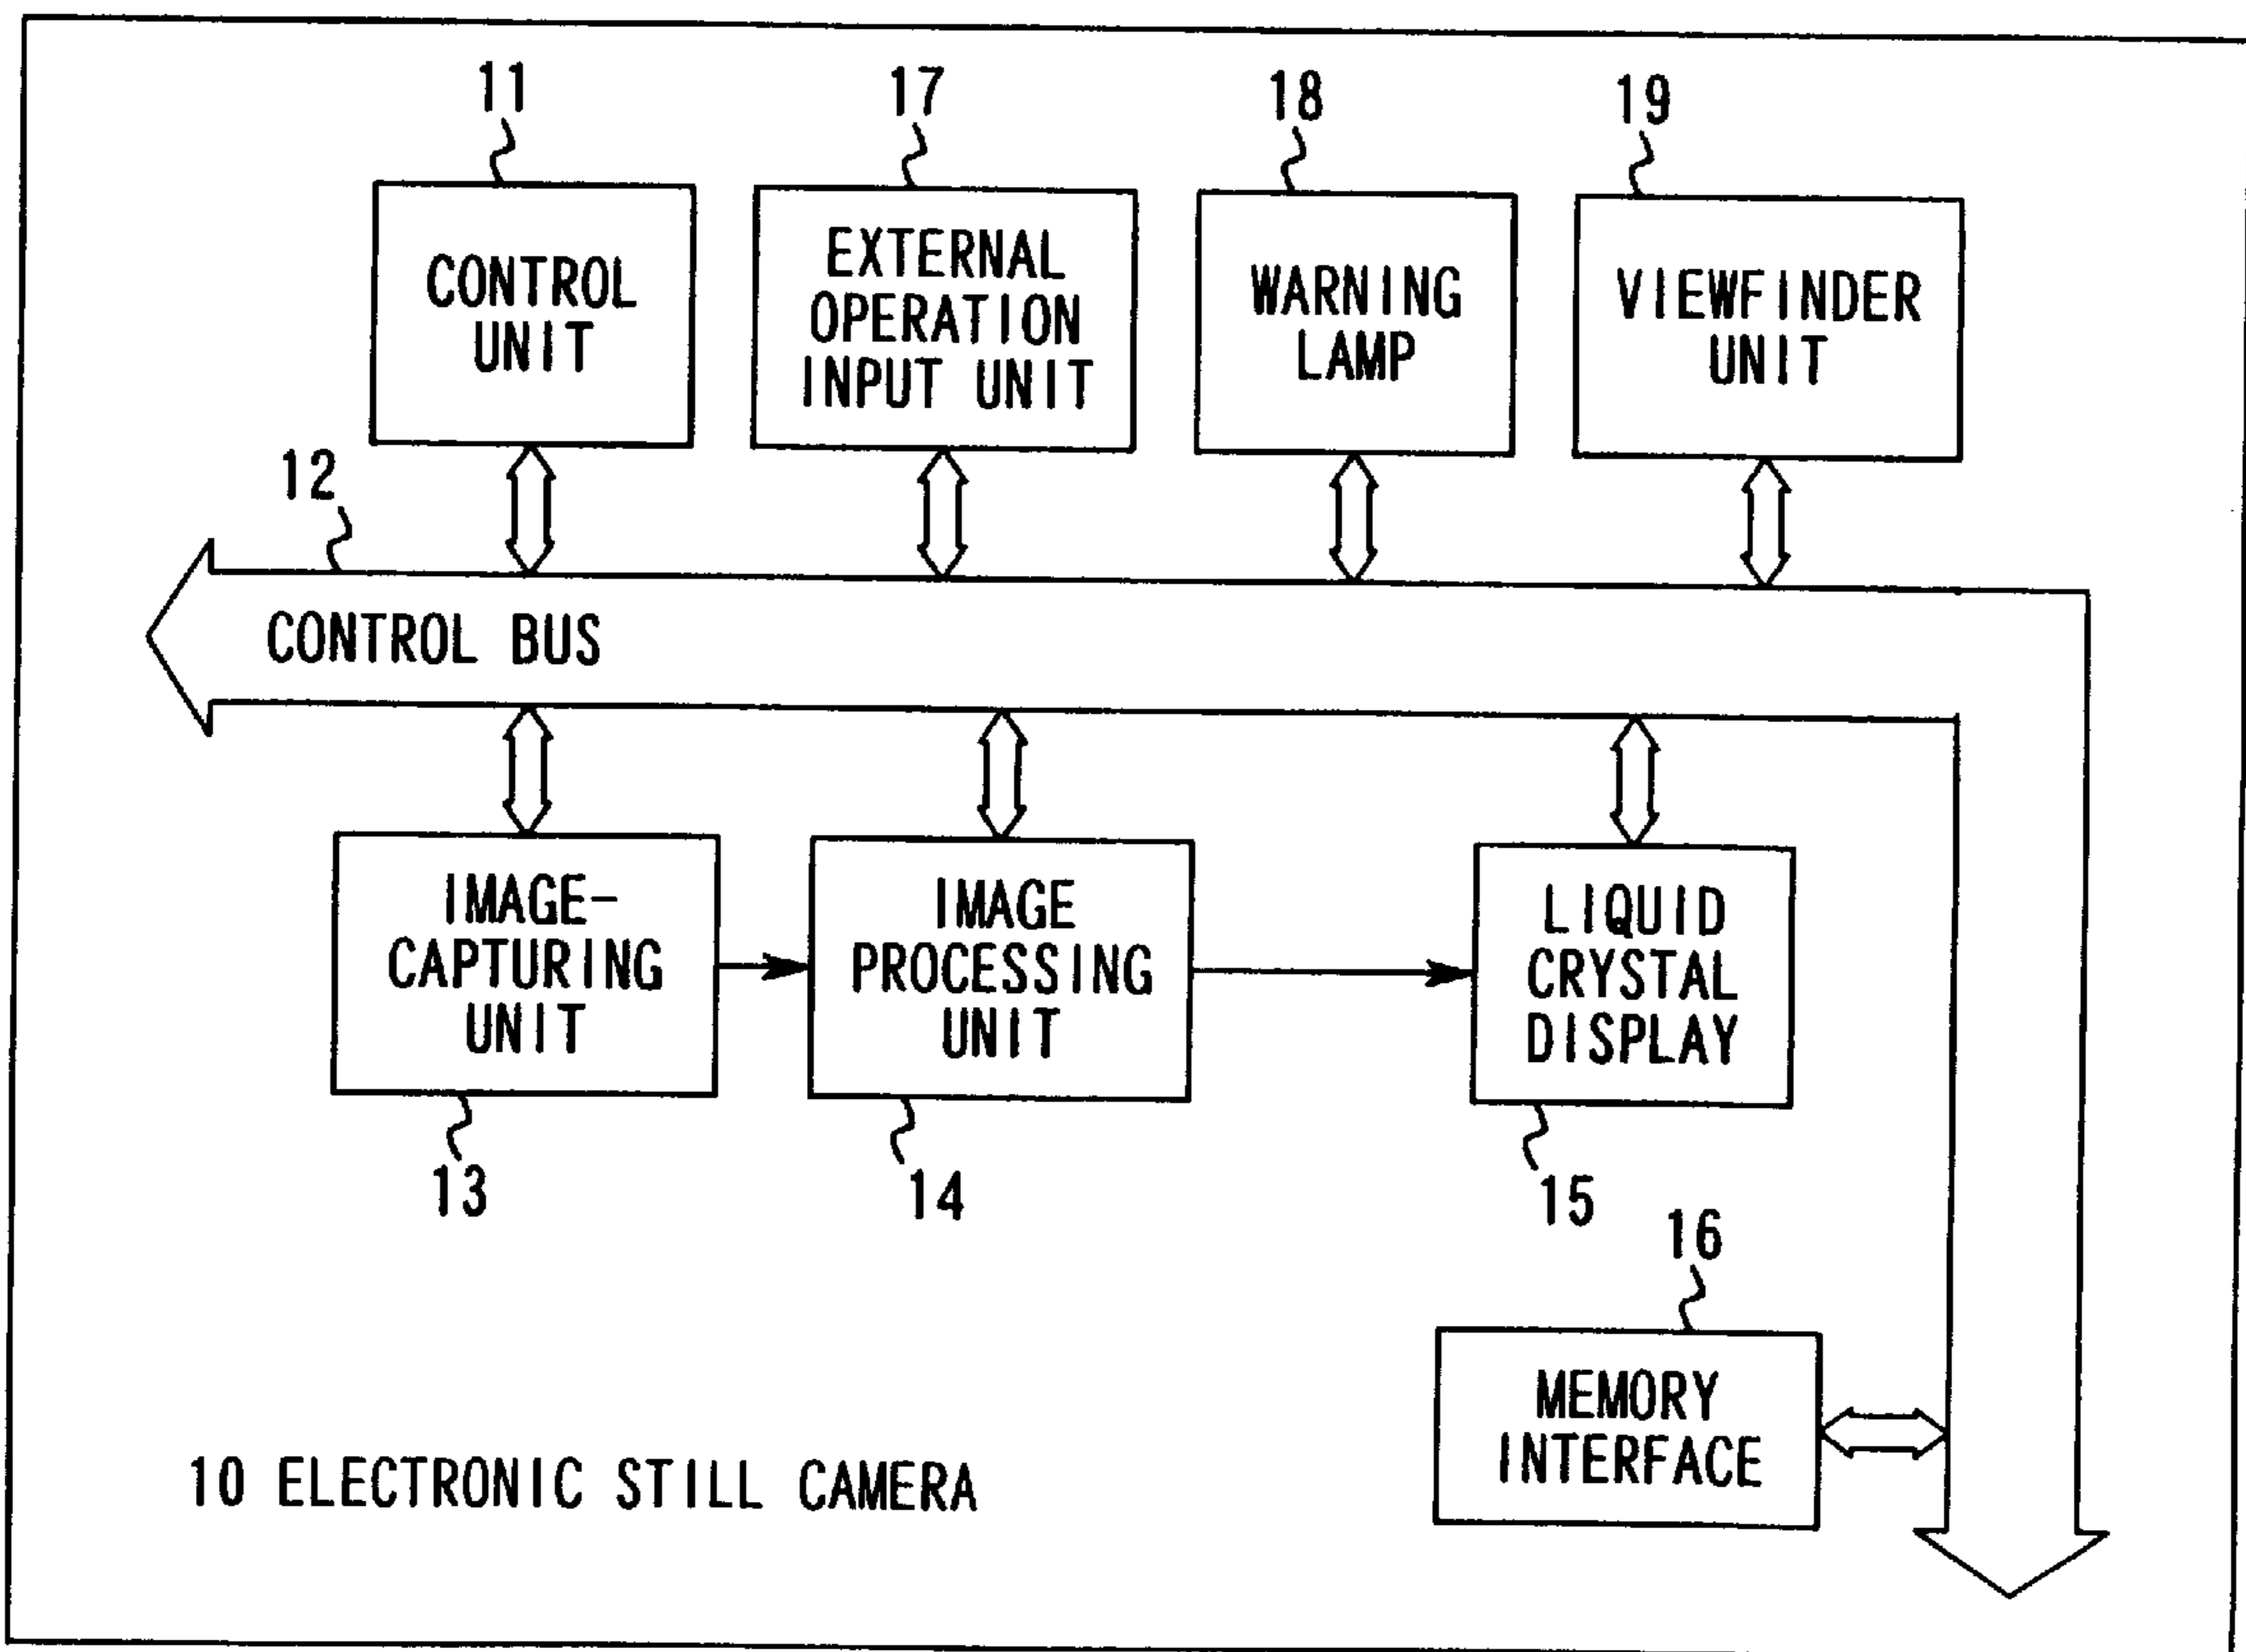 11
17
18
19
CONTROL
UNIT
EXTERNAL
OPERATION
INPUT UNIT
WARNING
LAMP
VIEWFINDER
UNIT
12
CONTROL BUS
IMAGE-
CAPTURING
UNIT
IMAGE
PROCESSING
UNIT
LIQUID
CRYSTAL
DISPLAY
13
14
15
16
MEMORY
INTERFACE
10 ELECTRONIC STILL CAMERA